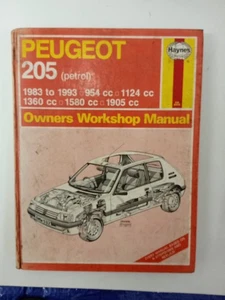 PEUGEOT
Haynes
205 (petrol)
1983 to 1993 □ 954 cc □ 1124 cc
1360 cc □ 1580 cc □ 1905 cc
Owners Workshop Manual